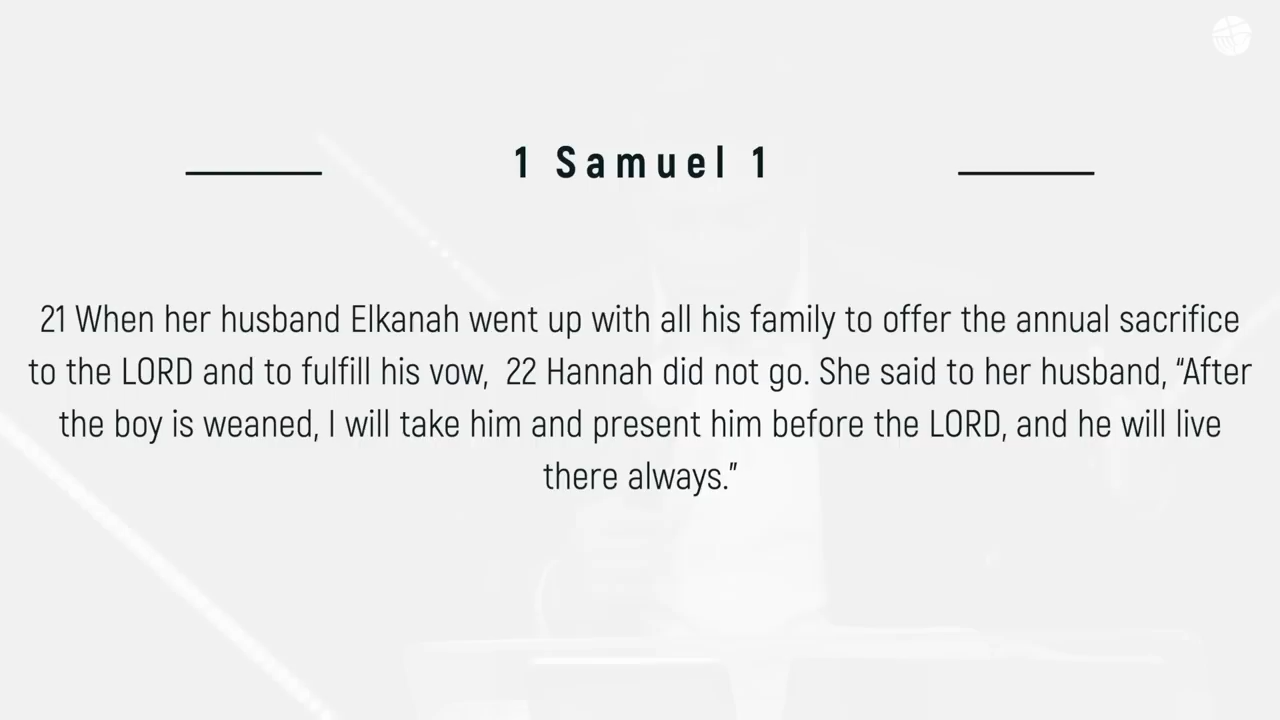 1 Samuel 1
21 When her husband Elkanah went up with all his family to offer the annual sacrifice
to the LORD and to fulfill his vow,  22 Hannah did not go. She said to her husband, “After
the boy is weaned, I will take him and present him before the LORD, and he will live
there always.”